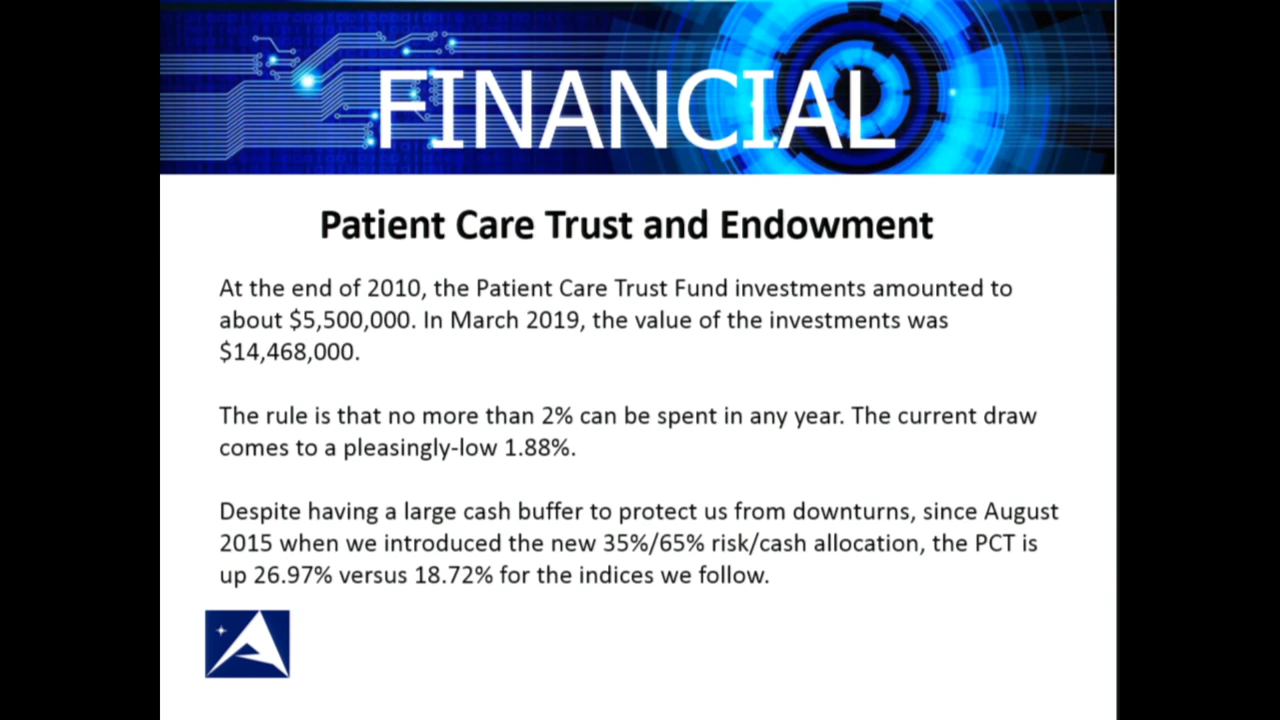 FINANCIAL
Patient Care Trust and Endowment
At the end of 2010, the Patient Care Trust Fund investments amounted to
about $5,500,000. In March 2019, the value of the investments was
$14,468,000.
The rule is that no more than 2% can be spent in any year. The current draw
comes to a pleasingly-low 1.88%.
Despite having a large cash buffer to protect us from downturns, since August
2015 when we introduced the new 35%/65% risk/cash allocation, the PCT is
up 26.97% versus 18.72% for the indices we follow.